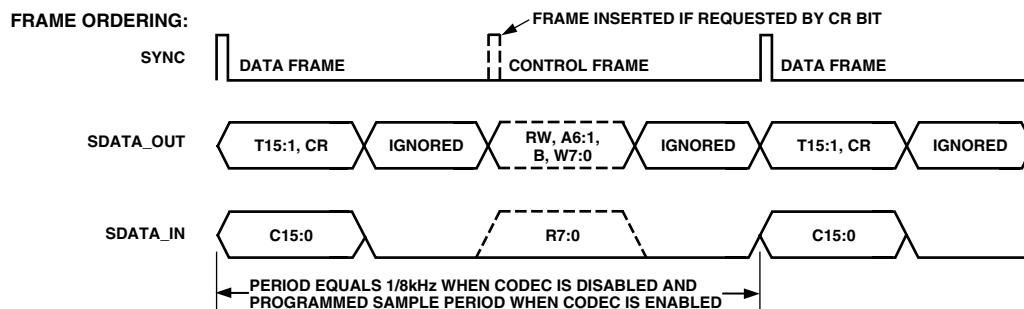 FRAME ORDERING:
FRAME INSERTED IF REQUESTED BY CR BIT
SYNC
DATA FRAME
CONTROL FRAME
DATA FRAME
SDATA_OUT
T15:1, CR
IGNORED
RW, A6:1,
B, W7:0
IGNORED
T15:1, CR
IGNORED
SDATA_IN
C15:0
R7:0
C15:0
PERIOD EQUALS 1/8kHz WHEN CODEC IS DISABLED AND
PROGRAMMED SAMPLE PERIOD WHEN CODEC IS ENABLED